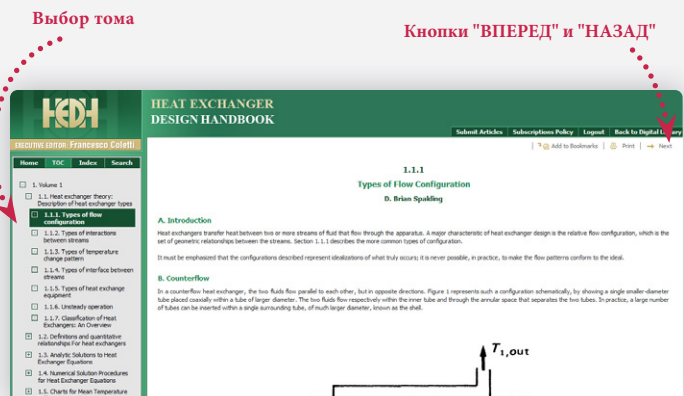 Выбор тома
Кнопки "ВПЕРЕД" и "НАЗАД"
HEDH
EXECUTIVE EDITOR: Francesco Coletti
HEAT EXCHANGER
DESIGN HANDBOOK
Submit Articles | Subscriptions Policy | Logout | Back to Digital Library
Home TOC Index Search
Add to Bookmarks | Print | Next
1. Volume 1
1.1. Heat exchanger theory:
Description of heat exchanger types
1.1.1. Types of flow
configuration
1.1.2. Types of interactions
between streams
1.1.3. Types of temperature
change pattern
1.1.4. Types of interface between
streams
1.1.5. Types of heat exchange
equipment
1.1.6. Unsteady operation
1.1.7. Classification of Heat
Exchangers: An Overview
1.2. Definitions and quantitative
relationships For heat exchangers
1.3. Analytic Solutions to Heat
Exchanger Equations
1.4. Numerical Solution Procedures
for Heat Exchanger Equations
1.5. Charts for Mean Temperature
1.1.1
Types of Flow Configuration
D. Brian Spalding
A. Introduction
Heat exchangers transfer heat between two or more streams of fluid that flow through the apparatus. A major characteristic of heat exchanger design is the relative flow configuration, which is the
set of geometric relationships between the streams. Section 1.1.1 describes the more common types of configuration.
It must be emphasized that the configurations described represent idealizations of what truly occurs; it is never possible, in practice, to make the flow patterns conform to the ideal.
B. Counterflow
In a counterflow heat exchanger, the two fluids flow parallel to each other, but in opposite directions. Figure 1 represents such a configuration schematically, by showing a single smaller-diameter
tube placed coaxially within a tube of larger diameter. The two fluids flow respectively within the inner tube and through the annular space that separates the two tubes. In practice, a large number
of tubes can be inserted within a single surrounding tube, of much larger diameter, known as the shell.
T1,out